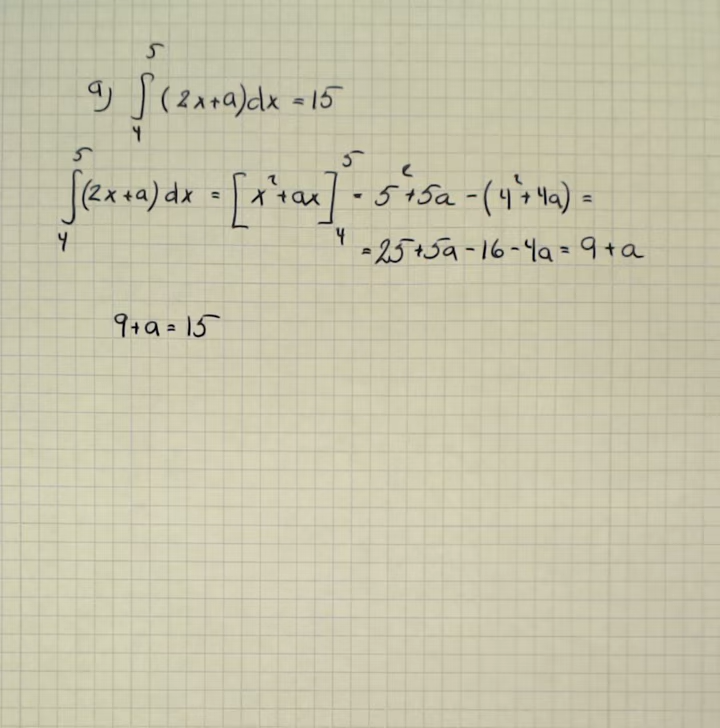 a) ∫₄⁵ (2x+a)dx = 15
∫₄⁵ (2x+a) dx = [x²+ax]₄⁵ = 5²+5a - (4²+4a) =
= 25+5a-16-4a = 9+a
9+a = 15